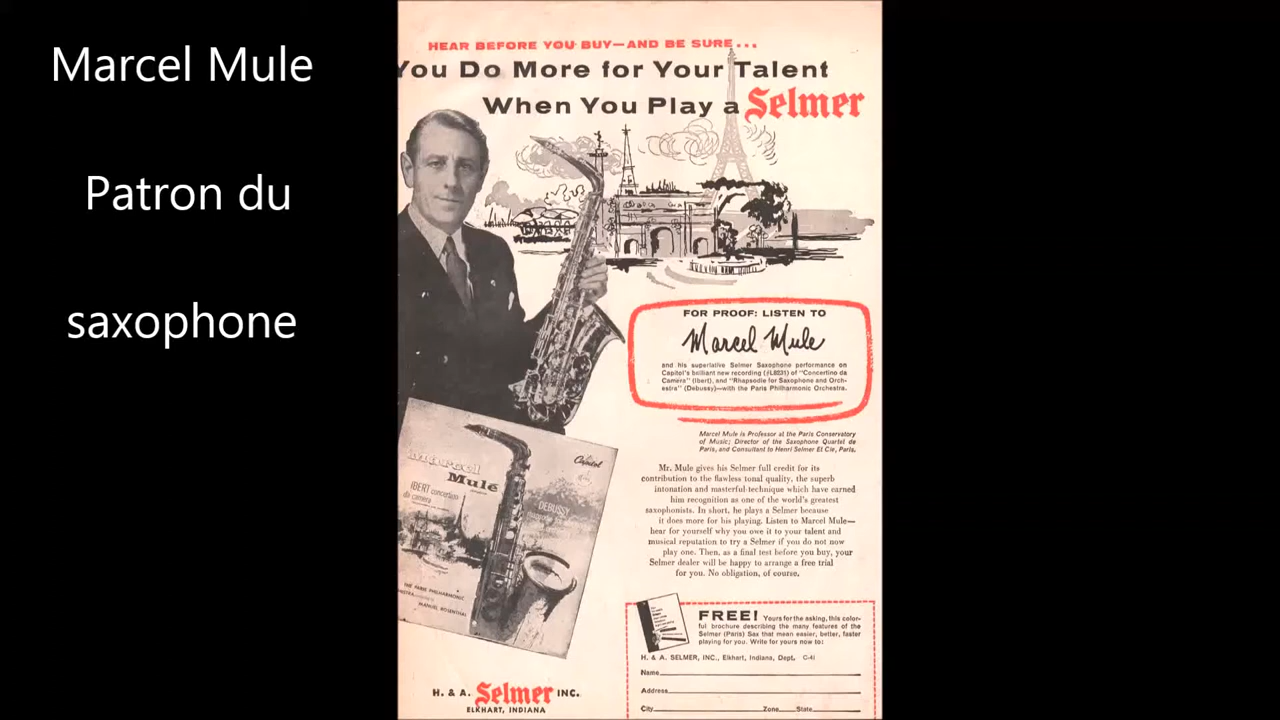 Marcel Mule
Patron du
saxophone
HEAR BEFORE YOU BUY—AND BE SURE...
You Do More for Your Talent
When You Play a Selmer
FOR PROOF: LISTEN TO
Marcel Mule
and his superlative Selmer Saxophone performance on
Capitol's brilliant new recording (#L8231) of "Concertino da
Camera" (Ibert), and "Rhapsodie for Saxophone and Orch-
estra" (Debussy)—with the Paris Philharmonic Orchestra.
Marcel Mule is Professor at the Paris Conservatory
of Music; Director of the Saxophone Quartet de
Paris, and Consultant to Henri Selmer Et Cie, Paris.
Mr. Mule gives his Selmer full credit for its
contribution to the flawless tonal quality, the superb
intonation and masterful technique which have earned
him recognition as one of the world's greatest
saxophonists. In short, he plays a Selmer because
it does more for his playing. Listen to Marcel Mule—
hear for yourself why you owe it to your talent and
musical reputation to try a Selmer if you do not now
play one. Then, as a final test before you buy, your
Selmer dealer will be happy to arrange a free trial
for you. No obligation, of course.
Capitol
Marcel
Mule
IBERT concertino
da camera
DEBUSSY
THE PARIS PHILHARMONIC
MANUEL ROSENTHAL
FREE! Yours for the asking, this color-
ful brochure describing the many features of the
Selmer (Paris) Sax that mean easier, better, faster
playing for you. Write for yours now to:
H. & A. SELMER, INC., Elkhart, Indiana, Dept. C-41
Name
Address
City Zone State
H. & A. Selmer INC.
ELKHART, INDIANA